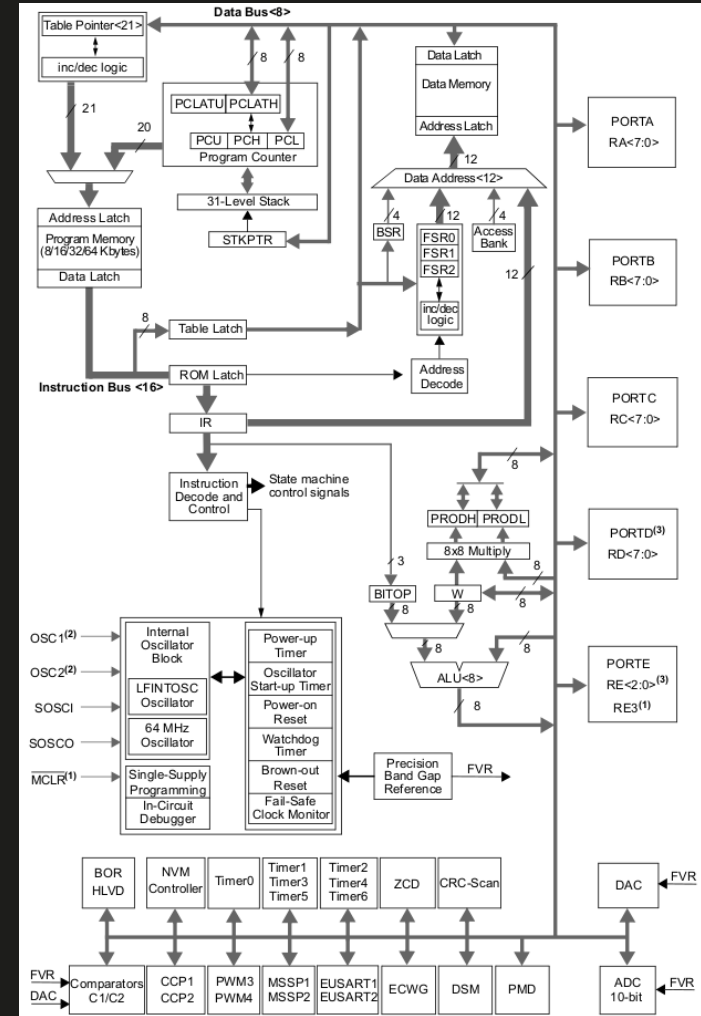 Data Bus<8>
Table Pointer<21>
inc/dec logic
21
20
8
8
PCLATU PCLATH
PCU PCH PCL
Program Counter
31-Level Stack
STKPTR
Data Latch
Data Memory
Address Latch
12
Data Address<12>
4
12
4
BSR
FSR0
FSR1
FSR2
inc/dec
logic
Access
Bank
12
Address
Decode
Address Latch
Program Memory
(8/16/32/64 Kbytes)
Data Latch
8
Table Latch
Instruction Bus <16>
ROM Latch
IR
Instruction
Decode and
Control
State machine
control signals
8
PRODH PRODL
8x8 Multiply
3
8
BITOP
W
8
8
8
8
8
ALU<8>
8
PORTA
RA<7:0>
PORTB
RB<7:0>
PORTC
RC<7:0>
PORTD(3)
RD<7:0>
PORTE
RE<2:0>(3)
RE3(1)
OSC1(2)
OSC2(2)
SOSCI
SOSCO
MCLR(1)
Internal
Oscillator
Block
LFINTOSC
Oscillator
64 MHz
Oscillator
Single-Supply
Programming
In-Circuit
Debugger
Power-up
Timer
Oscillator
Start-up Timer
Power-on
Reset
Watchdog
Timer
Brown-out
Reset
Fail-Safe
Clock Monitor
Precision
Band Gap
Reference
FVR
BOR
HLVD
NVM
Controller
Timer0
Timer1
Timer3
Timer5
Timer2
Timer4
Timer6
ZCD
CRC-Scan
DAC
FVR
FVR
DAC
Comparators
C1/C2
CCP1
CCP2
PWM3
PWM4
MSSP1
MSSP2
EUSART1
EUSART2
ECWG
DSM
PMD
ADC
10-bit
FVR